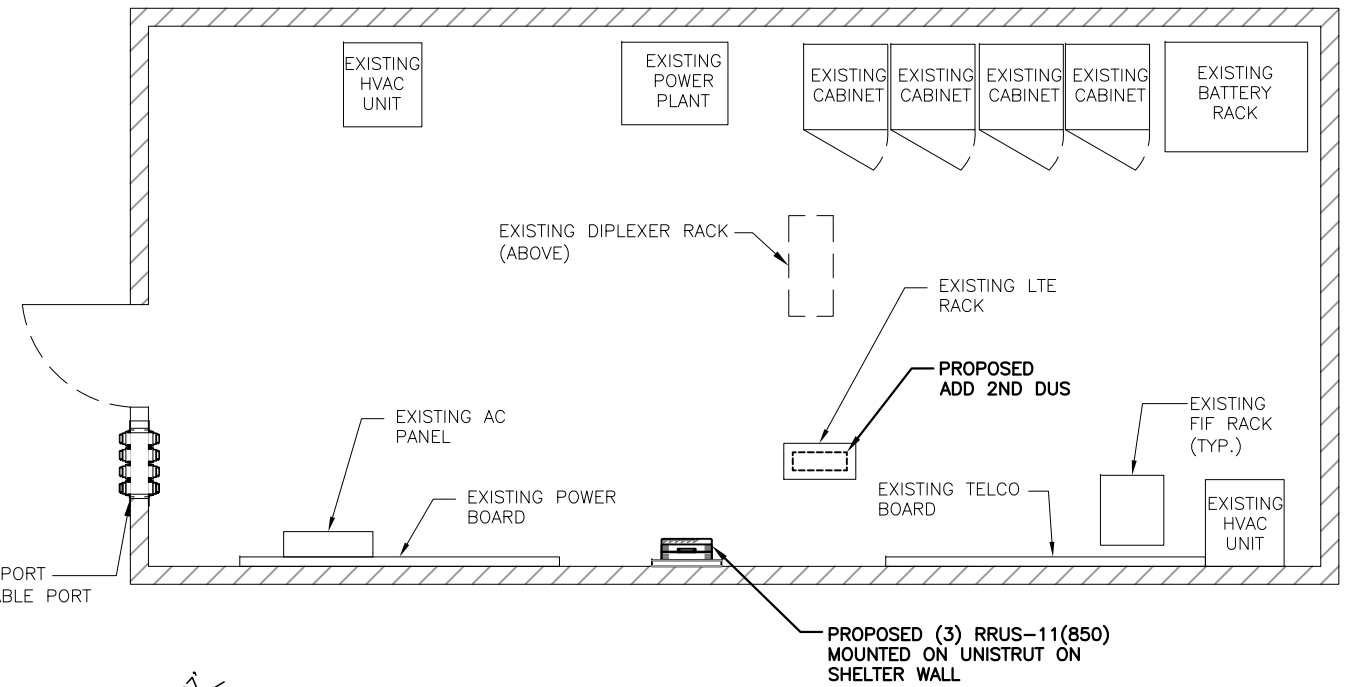 EXISTING
HVAC
UNIT
EXISTING
POWER
PLANT
EXISTING
CABINET
EXISTING
CABINET
EXISTING
CABINET
EXISTING
CABINET
EXISTING
BATTERY
RACK
EXISTING DIPLEXER RACK
(ABOVE)
EXISTING LTE
RACK
PROPOSED
ADD 2ND DUS
EXISTING
FIF RACK
(TYP.)
EXISTING AC
PANEL
EXISTING POWER
BOARD
EXISTING TELCO
BOARD
EXISTING
HVAC
UNIT
PORT
PORT
PROPOSED (3) RRUS-11(850)
MOUNTED ON UNISTRUT ON
SHELTER WALL